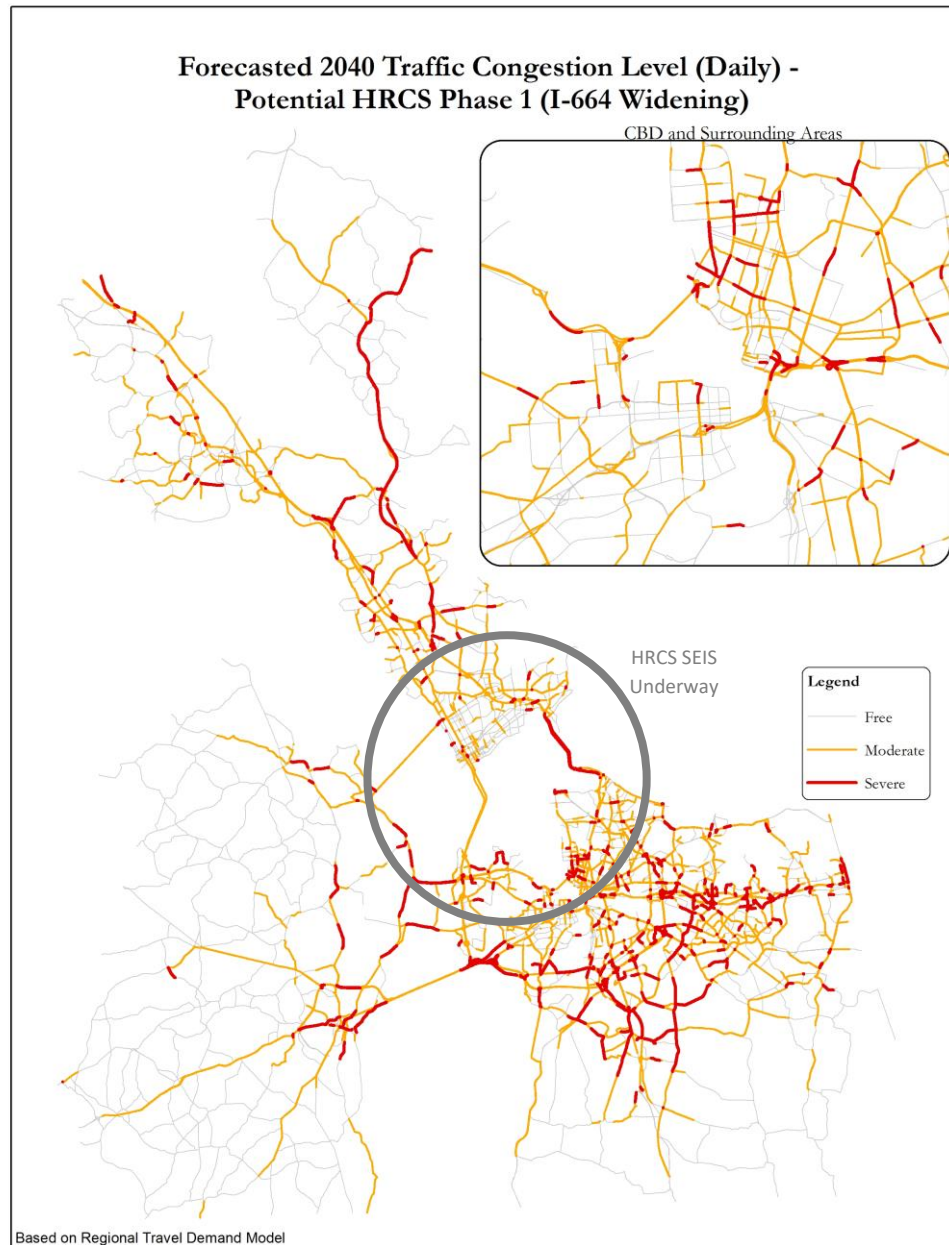 Forecasted 2040 Traffic Congestion Level (Daily) -
Potential HRCS Phase 1 (I-664 Widening)
CBD and Surrounding Areas
HRCS SEIS
Underway
Legend
Free
Moderate
Severe
Based on Regional Travel Demand Model